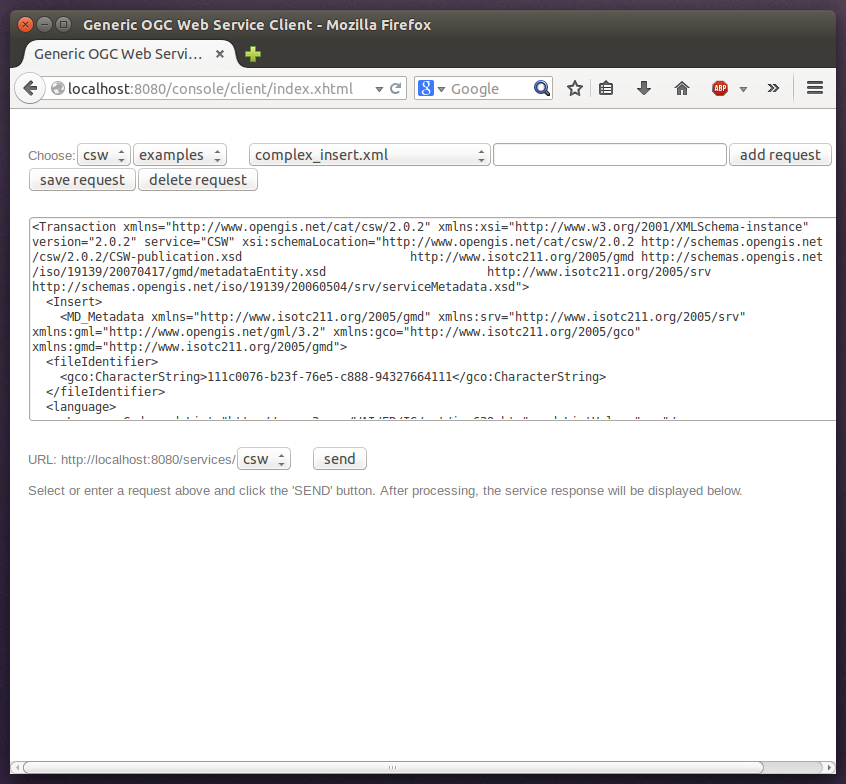 Generic OGC Web Service Client - Mozilla Firefox
Generic OGC Web Servi...
localhost:8080/console/client/index.xhtml
Google
ABP
Choose: csw examples complex_insert.xml add request
save request delete request
<Transaction xmlns="http://www.opengis.net/cat/csw/2.0.2" xmlns:xsi="http://www.w3.org/2001/XMLSchema-instance"
version="2.0.2" service="CSW" xsi:schemaLocation="http://www.opengis.net/cat/csw/2.0.2 http://schemas.opengis.net
/csw/2.0.2/CSW-publication.xsd http://www.isotc211.org/2005/gmd http://schemas.opengis.net
/iso/19139/20070417/gmd/metadataEntity.xsd http://www.isotc211.org/2005/srv
http://schemas.opengis.net/iso/19139/20060504/srv/serviceMetadata.xsd">
<Insert>
<MD_Metadata xmlns="http://www.isotc211.org/2005/gmd" xmlns:srv="http://www.isotc211.org/2005/srv"
xmlns:gml="http://www.opengis.net/gml/3.2" xmlns:gco="http://www.isotc211.org/2005/gco"
xmlns:gmd="http://www.isotc211.org/2005/gmd">
<fileIdentifier>
<gco:CharacterString>111c0076-b23f-76e5-c888-94327664111</gco:CharacterString>
</fileIdentifier>
<language>
URL: http://localhost:8080/services/ csw send
Select or enter a request above and click the 'SEND' button. After processing, the service response will be displayed below.